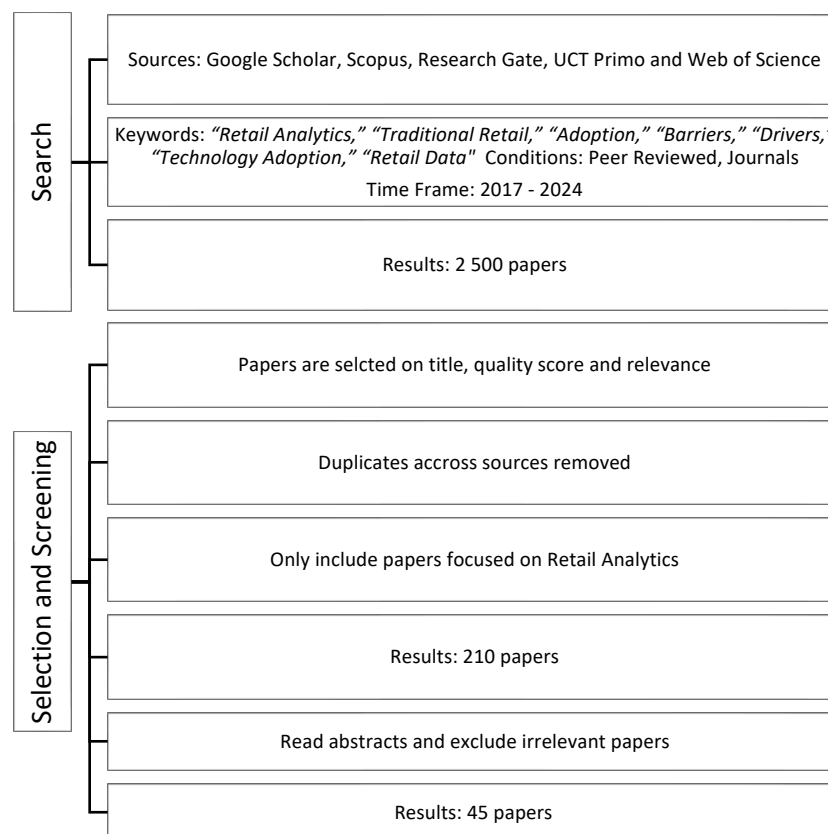 Search
Sources: Google Scholar, Scopus, Research Gate, UCT Primo and Web of Science
Keywords: “Retail Analytics,” “Traditional Retail,” “Adoption,” “Barriers,” “Drivers,”
“Technology Adoption,” “Retail Data" Conditions: Peer Reviewed, Journals
Time Frame: 2017 - 2024
Results: 2 500 papers
Selection and Screening
Papers are selcted on title, quality score and relevance
Duplicates accross sources removed
Only include papers focused on Retail Analytics
Results: 210 papers
Read abstracts and exclude irrelevant papers
Results: 45 papers